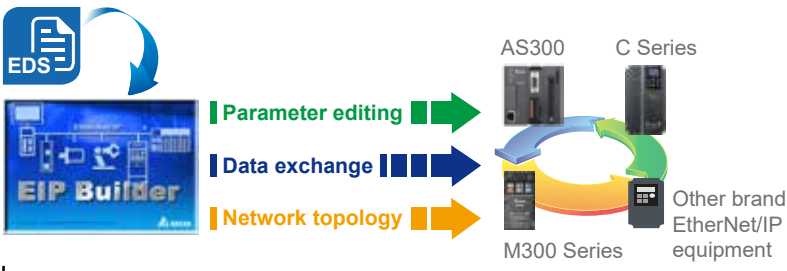 EDS
EIP Builder
Parameter editing
Data exchange
Network topology
AS300
C Series
M300 Series
Other brand
EtherNet/IP
equipment